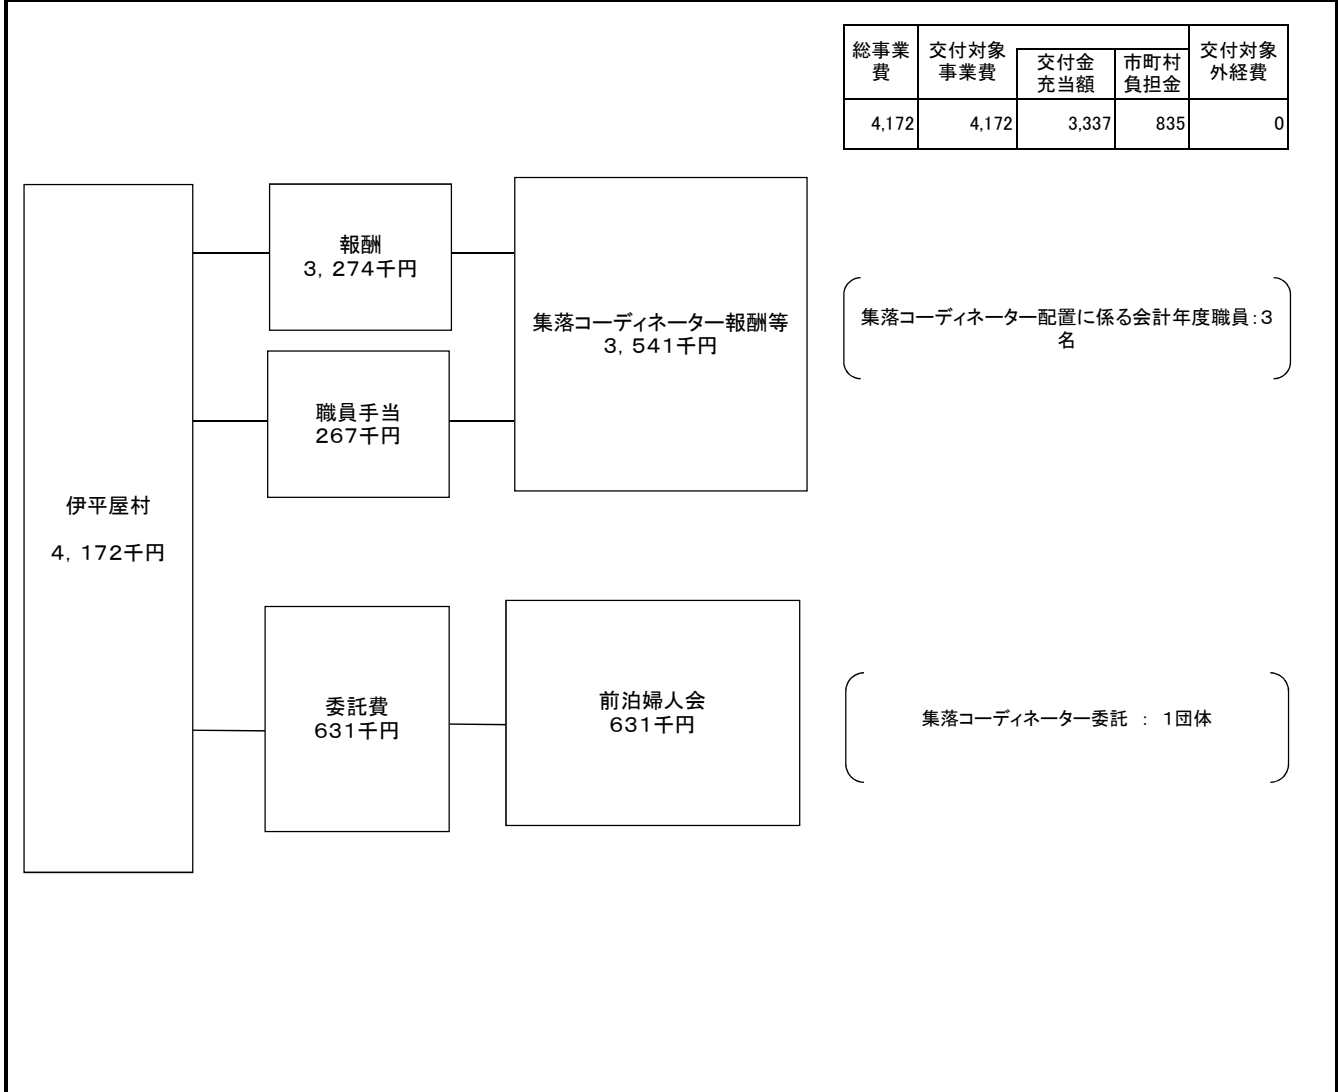 総事業
費
交付対象
事業費
交付金
充当額
市町村
負担金
交付対象
外経費
4,172
4,172
3,337
835
0
伊平屋村
4，172千円
報酬
3，274千円
職員手当
267千円
集落コーディネーター報酬等
3，541千円
集落コーディネーター配置に係る会計年度職員：3
名
委託費
631千円
前泊婦人会
631千円
集落コーディネーター委託　：　1団体